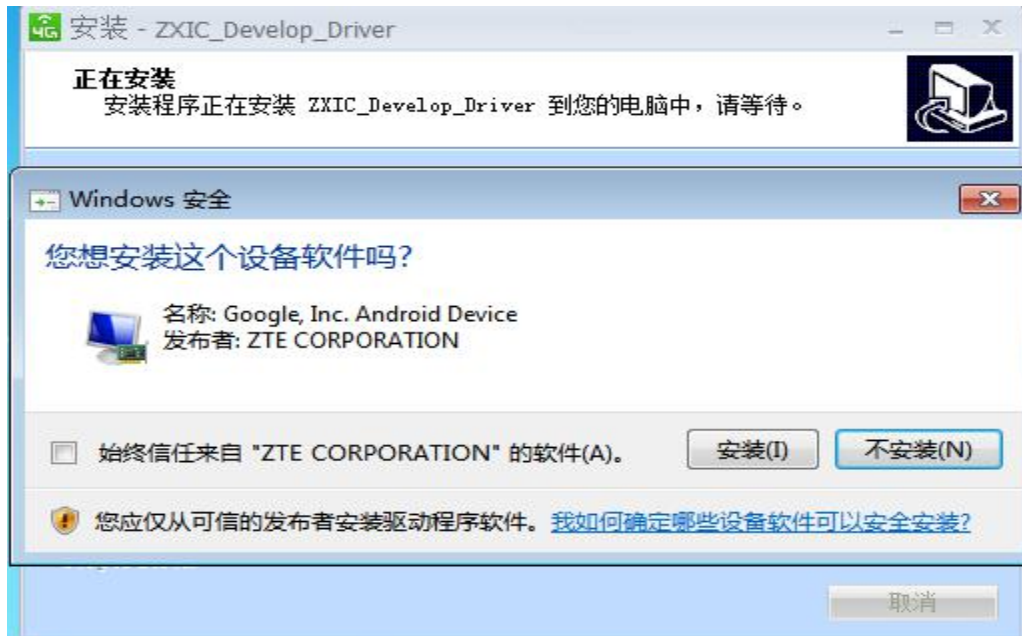 安装 - ZXIC_Develop_Driver
正在安装
安装程序正在安装 ZXIC_Develop_Driver 到您的电脑中，请等待。
Windows 安全
您想安装这个设备软件吗?
名称: Google, Inc. Android Device
发布者: ZTE CORPORATION
始终信任来自 "ZTE CORPORATION" 的软件(A)。
安装(I)
不安装(N)
您应仅从可信的发布者安装驱动程序软件。我如何确定哪些设备软件可以安全安装?
取消